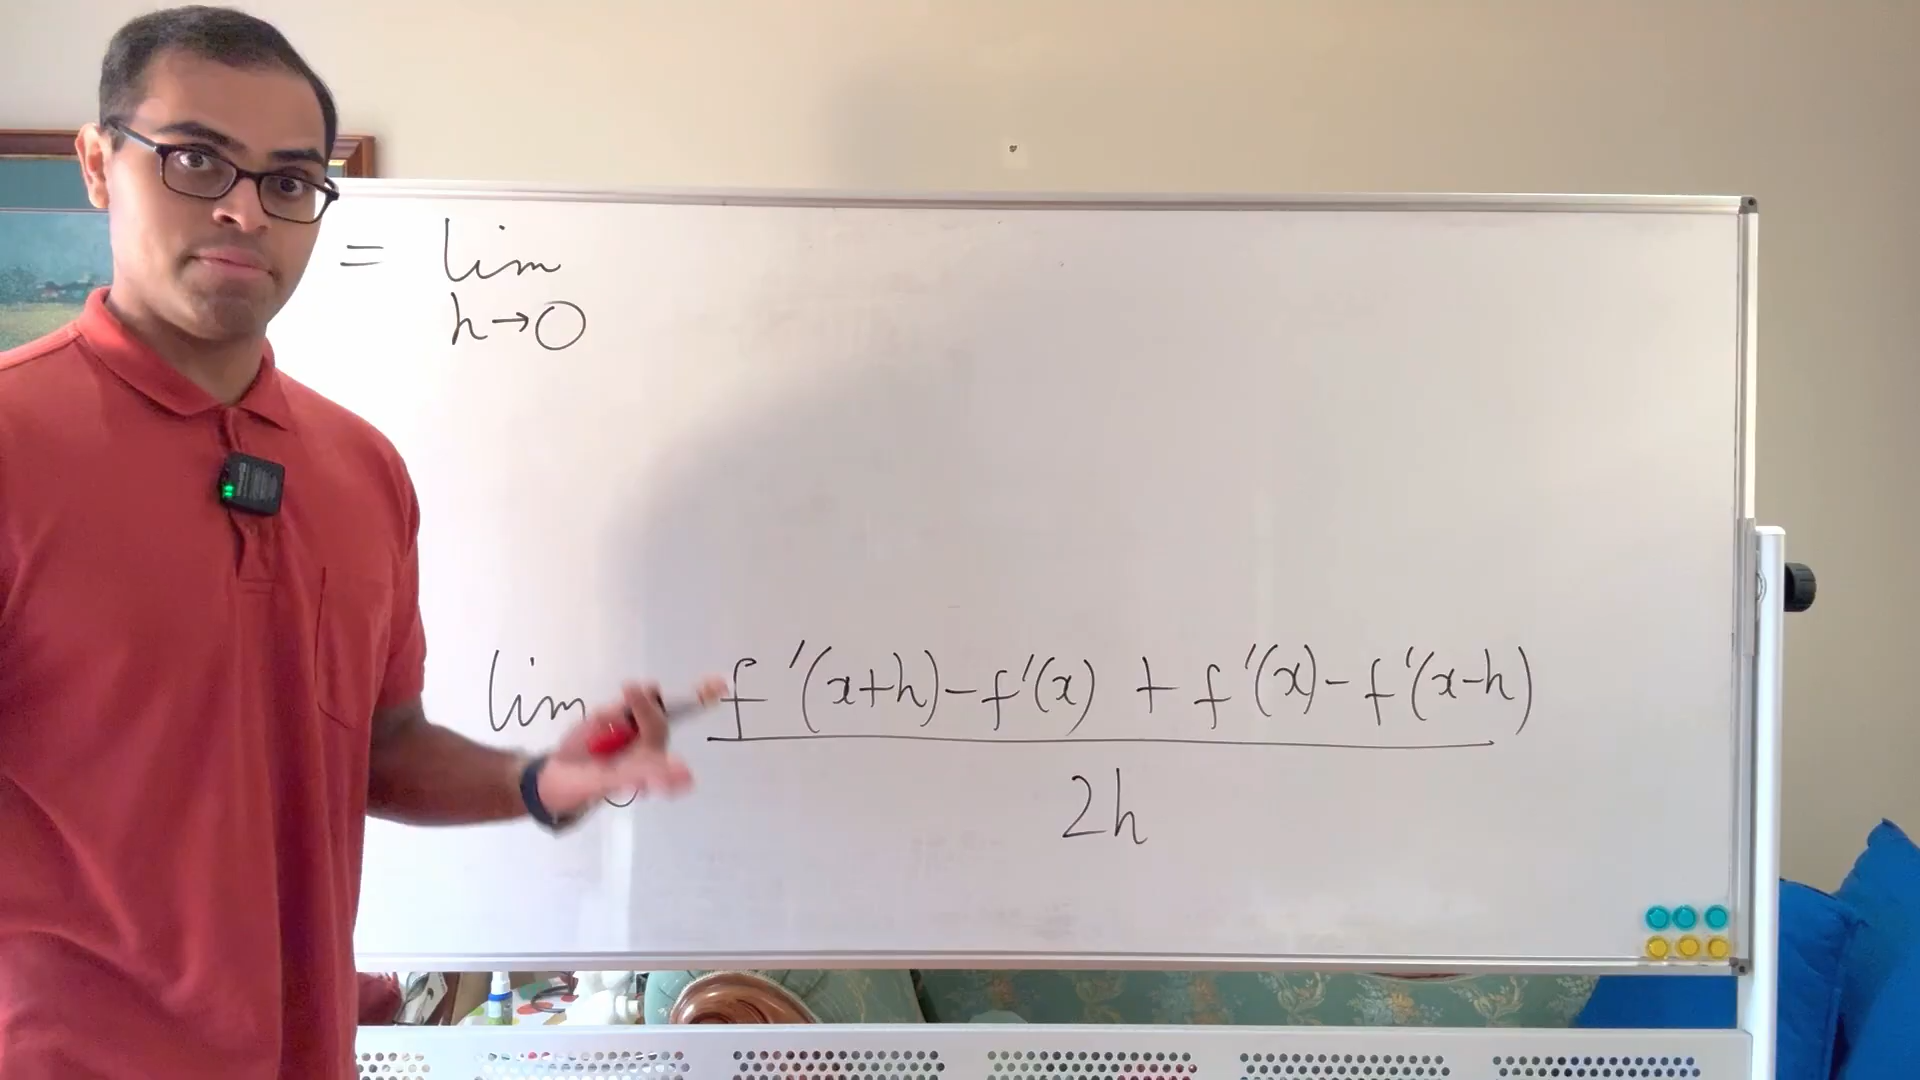 = lim
h→0
lim f'(x+h)-f'(x) + f'(x)-f'(x-h)
2h